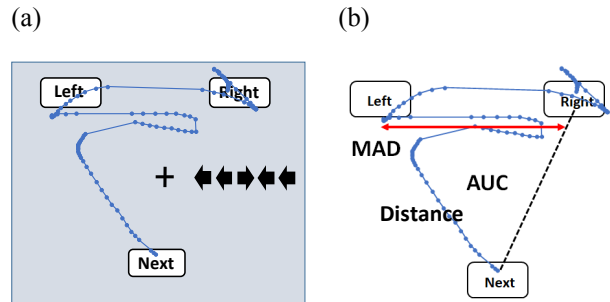 (a)
Left Right
+
Next
(b)
Left Right
MAD
AUC
Distance
Next